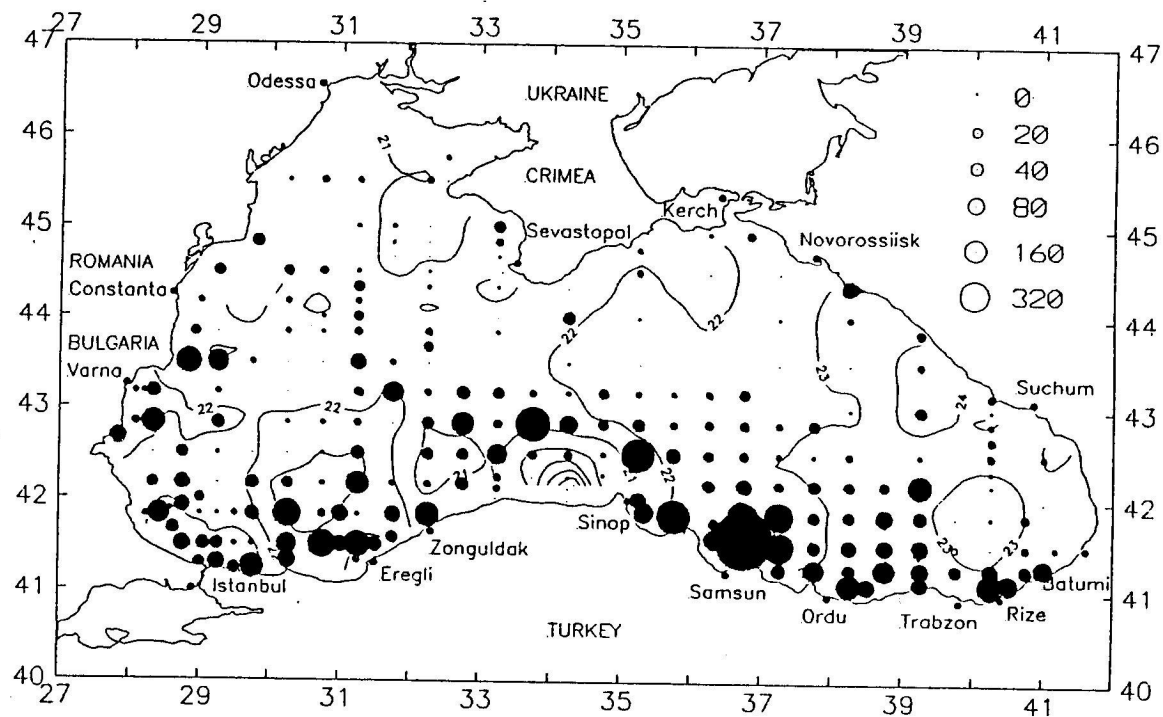 27 29 31 33 35 37 39 41
47 47
Odessa
UKRAINE
0
21
46 46
20
40
CRIMEA
80
Kerch
45 45
Sevastopol
Novorossiisk
160
ROMANIA
Constanta
320
44 44
22
22
BULGARIA
Varna
23
24
Suchum
43 43
22
22
21
21
22
42 42
Sinop
23
23
Zonguldak
Istanbul
Eregli
Samsun
Batumi
41 41
Ordu
Trabzon
Rize
TURKEY
40 40
27 29 31 33 35 37 39 41